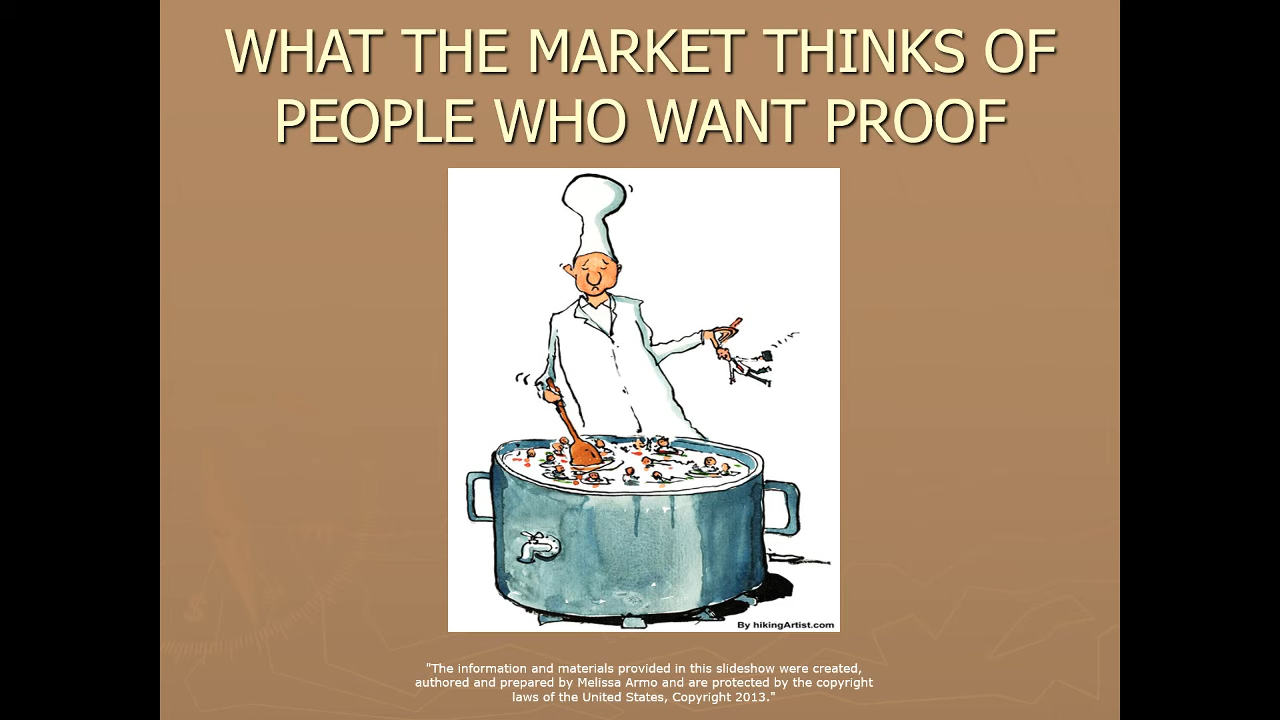 WHAT THE MARKET THINKS OF
PEOPLE WHO WANT PROOF
By hikingArtist.com
"The information and materials provided in this slideshow were created,
authored and prepared by Melissa Armo and are protected by the copyright
laws of the United States, Copyright 2013."